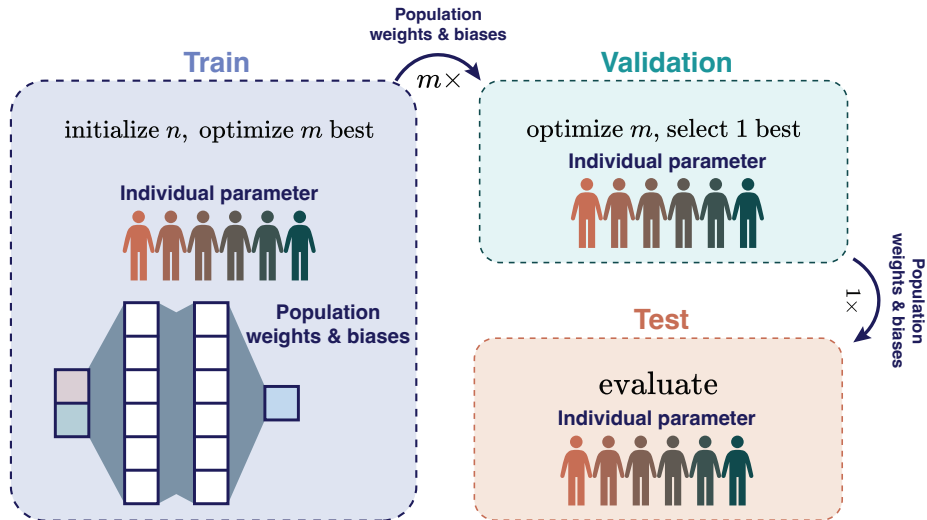 Train
initialize n, optimize m best
Individual parameter
Population
weights & biases
Population
weights & biases
m×
Validation
optimize m, select 1 best
Individual parameter
Population
weights & biases
1×
Test
evaluate
Individual parameter